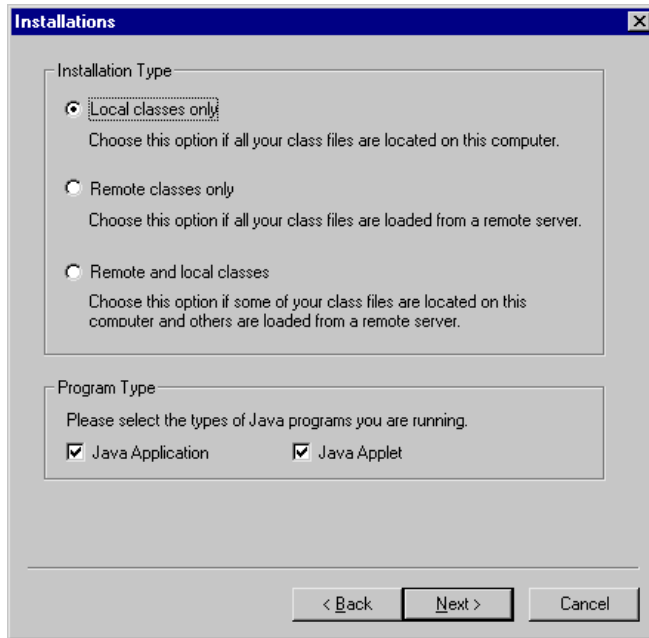 Installations
Installation Type
Local classes only
Choose this option if all your class files are located on this computer.
Remote classes only
Choose this option if all your class files are loaded from a remote server.
Remote and local classes
Choose this option if some of your class files are located on this
computer and others are loaded from a remote server.
Program Type
Please select the types of Java programs you are running.
Java Application
Java Applet
< Back
Next >
Cancel